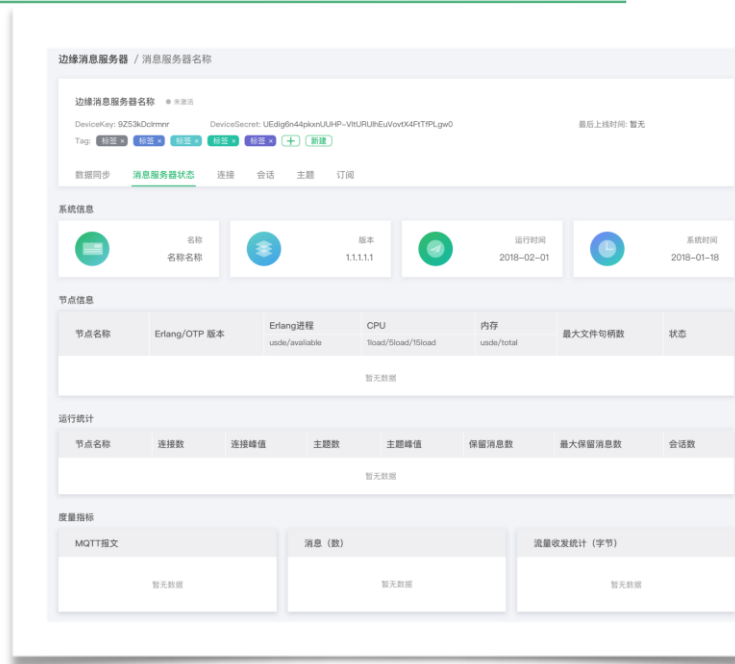 边缘消息服务器 / 消息服务器名称
边缘消息服务器名称 未激活
DeviceKey: 9Z53kDclrmnr DeviceSecret: UEdig6n44pkxnUUHP-VItURUIhEuVovtX4FtTfPLgw0 最后上线时间: 暂无
Tag: 标签 × 标签 × 标签 × 标签 × 标签 × + 新建
数据同步 消息服务器状态 连接 会话 主题 订阅
系统信息
名称 版本 运行时间 系统时间
名称名称 1.1.1.1.1 2018-02-01 2018-01-18
节点信息
节点名称 Erlang/OTP 版本 Erlang进程 CPU 内存 最大文件句柄数 状态
usde/avaliable 1load/5load/15load usde/total
暂无数据
运行统计
节点名称 连接数 连接峰值 主题数 主题峰值 保留消息数 最大保留消息数 会话数
暂无数据
度量指标
MQTT报文 消息（数） 流量收发统计（字节）
暂无数据 暂无数据 暂无数据